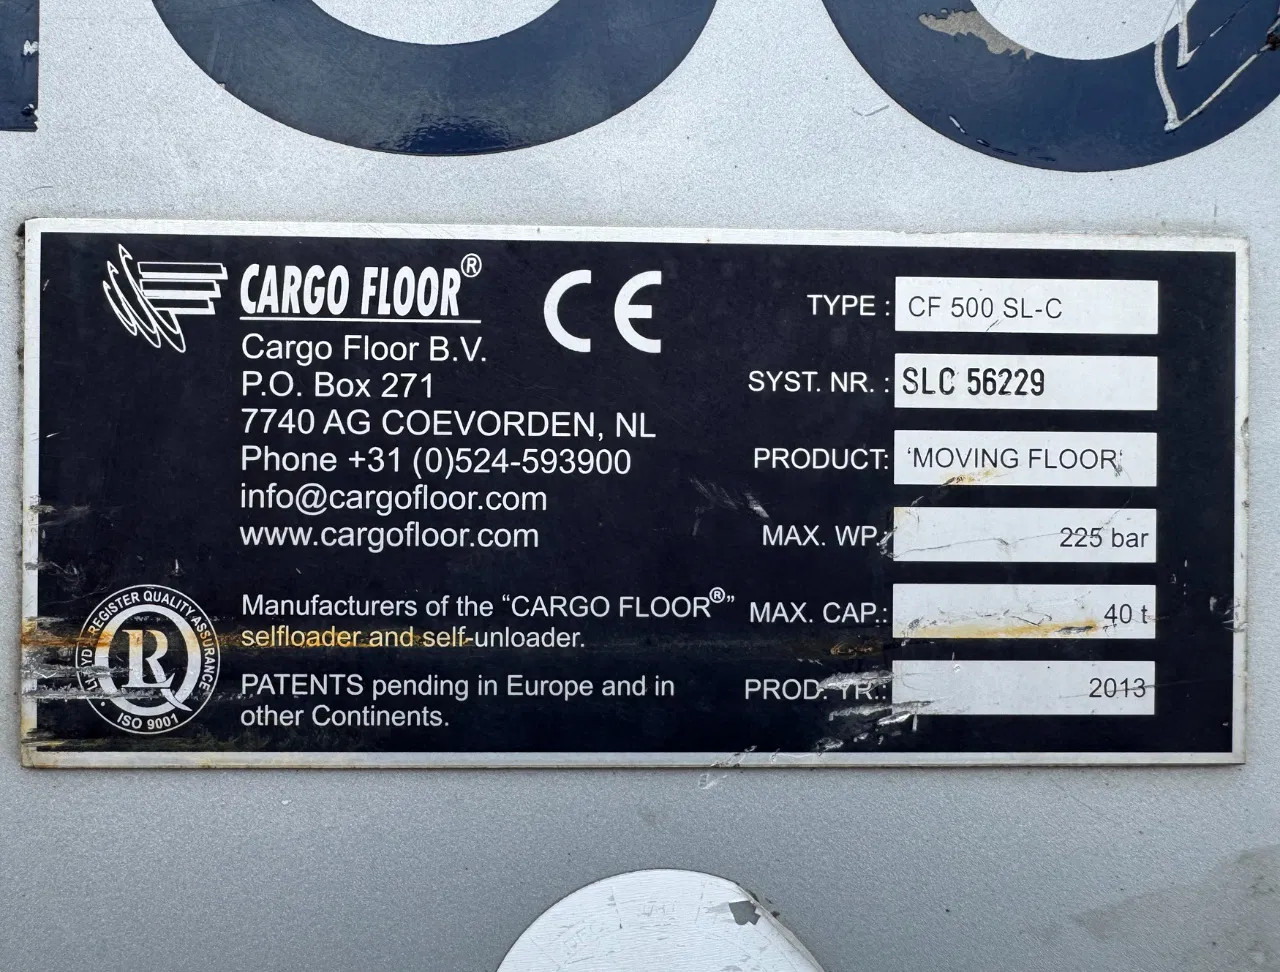 CARGO FLOOR®
Cargo Floor B.V.
P.O. Box 271
7740 AG COEVORDEN, NL
Phone +31 (0)524-593900
info@cargofloor.com
www.cargofloor.com
CE
Manufacturers of the “CARGO FLOOR®”
selfloader and self-unloader.
PATENTS pending in Europe and in
other Continents.
REGISTER QUALITY ASSURANCE
LRQ
ISO 9001
TYPE : CF 500 SL-C
SYST. NR. : SLC 56229
PRODUCT: 'MOVING FLOOR'
MAX. WP.: 225 bar
MAX. CAP.: 40 t
PROD. YR.: 2013